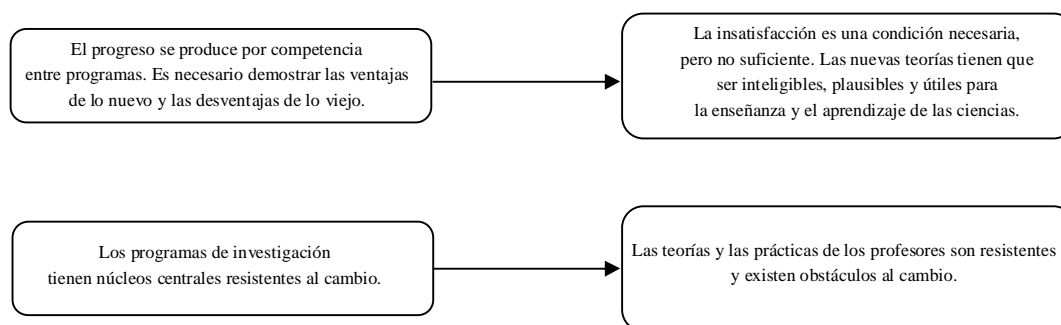 El progreso se produce por competencia
entre programas. Es necesario demostrar las ventajas
de lo nuevo y las desventajas de lo viejo.
La insatisfacción es una condición necesaria,
pero no suficiente. Las nuevas teorías tienen que
ser inteligibles, plausibles y útiles para
la enseñanza y el aprendizaje de las ciencias.
Los programas de investigación
tienen núcleos centrales resistentes al cambio.
Las teorías y las prácticas de los profesores son resistentes
y existen obstáculos al cambio.